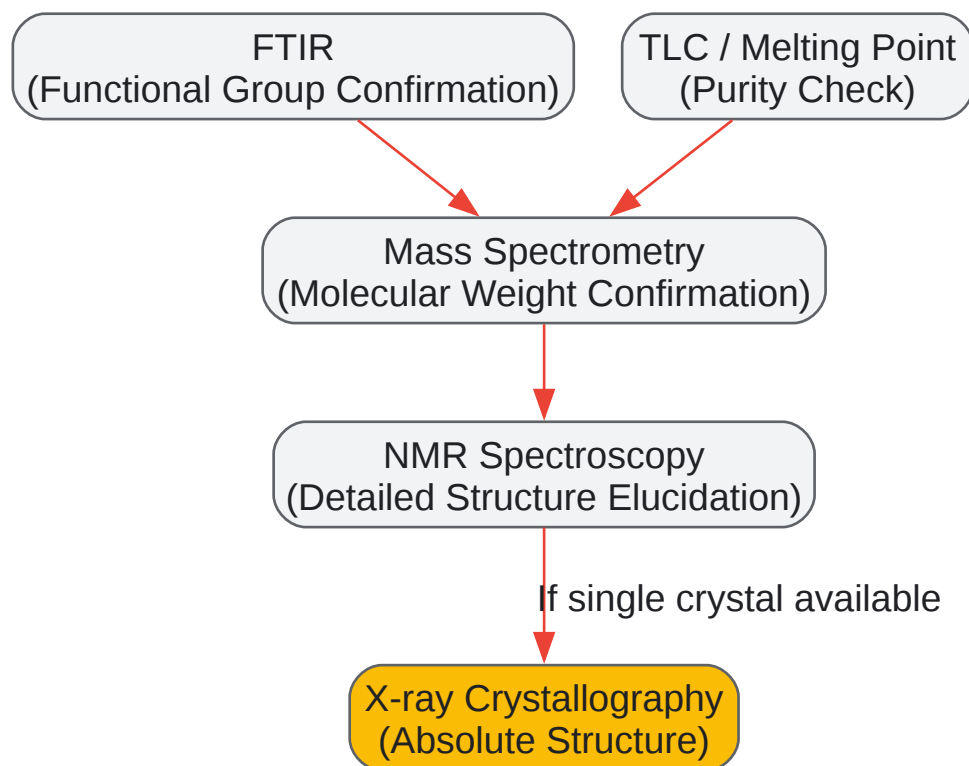 FTIR
(Functional Group Confirmation)
TLC / Melting Point
(Purity Check)
Mass Spectrometry
(Molecular Weight Confirmation)
NMR Spectroscopy
(Detailed Structure Elucidation)
If single crystal available
X-ray Crystallography
(Absolute Structure)